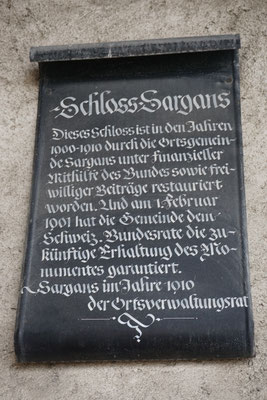 Schloss Sargans
Dieses Schloss ist in den Jahren
1900-1910 durch die Ortsgemein-
de Sargans unter finanzieller
Mithilfe des Bundes sowie frei-
williger Beiträge restauriert
worden. Und am 1. Februar
1901 hat die Gemeinde dem
Schweiz. Bundesrate die zu-
künftige Erhaltung des Mo-
numentes garantiert.
Sargans im Jahre 1910
der Ortsverwaltungsrat